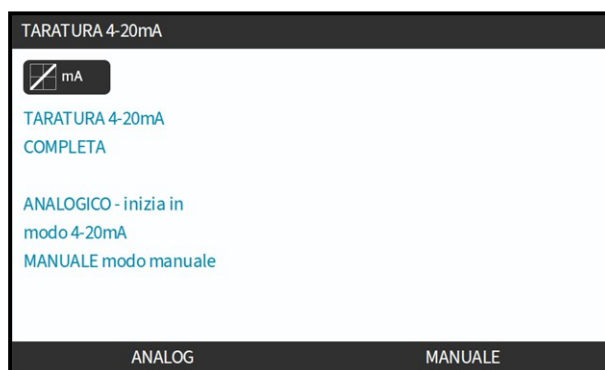 TARATURA 4-20mA
mA
TARATURA 4-20mA
COMPLETA
ANALOGICO - inizia in
modo 4-20mA
MANUALE modo manuale
ANALOG MANUALE